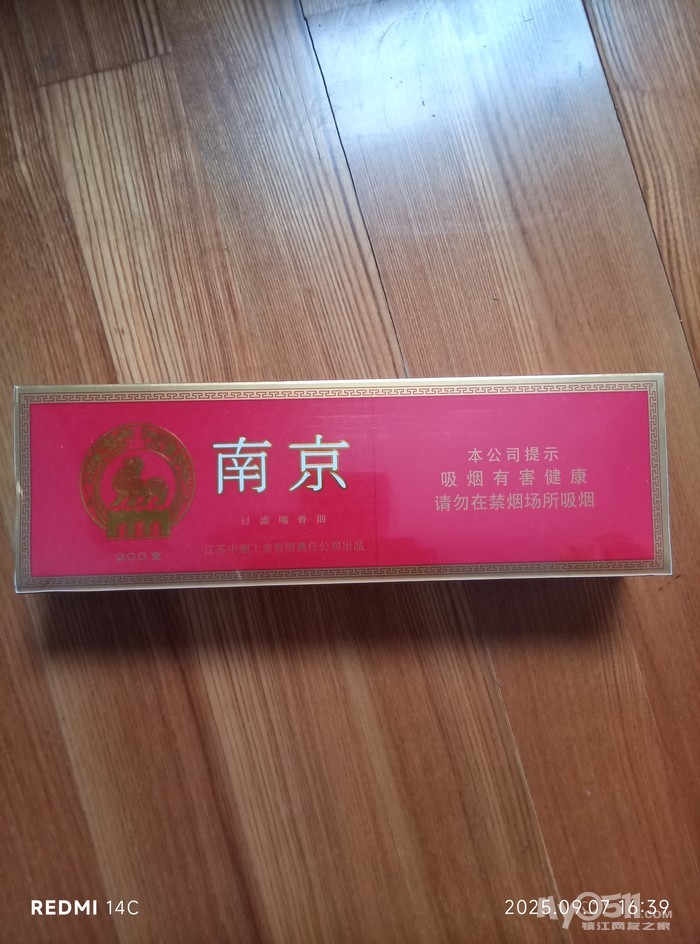 南京
过滤嘴香烟
江苏中烟工业有限责任公司出品
200支
本公司提示
吸烟有害健康
请勿在禁烟场所吸烟
REDMI 14C
2025.09.07 16:39
My0511.com
镇江网友之家